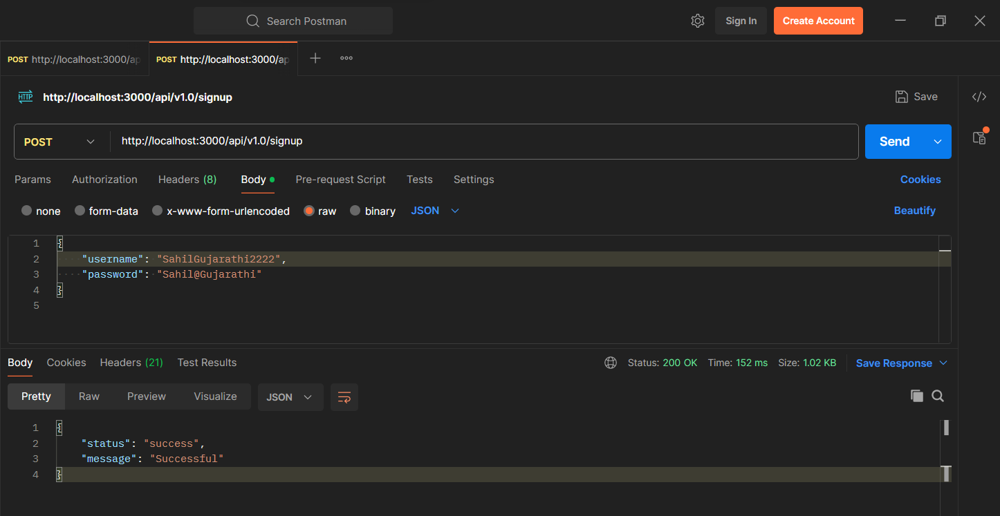 Search Postman
Sign In
Create Account
POST http://localhost:3000/ap
POST http://localhost:3000/ap
HTTP http://localhost:3000/api/v1.0/signup
Save
</>
POST
http://localhost:3000/api/v1.0/signup
Send
Params Authorization Headers (8) Body Pre-request Script Tests Settings Cookies
none form-data x-www-form-urlencoded raw binary JSON Beautify
1 {
2 "username": "SahilGujarathi2222",
3 "password": "Sahil@Gujarathi"
4 }
5
Body Cookies Headers (21) Test Results Status: 200 OK Time: 152 ms Size: 1.02 KB Save Response
Pretty Raw Preview Visualize JSON
1 {
2 "status": "success",
3 "message": "Successful"
4 }